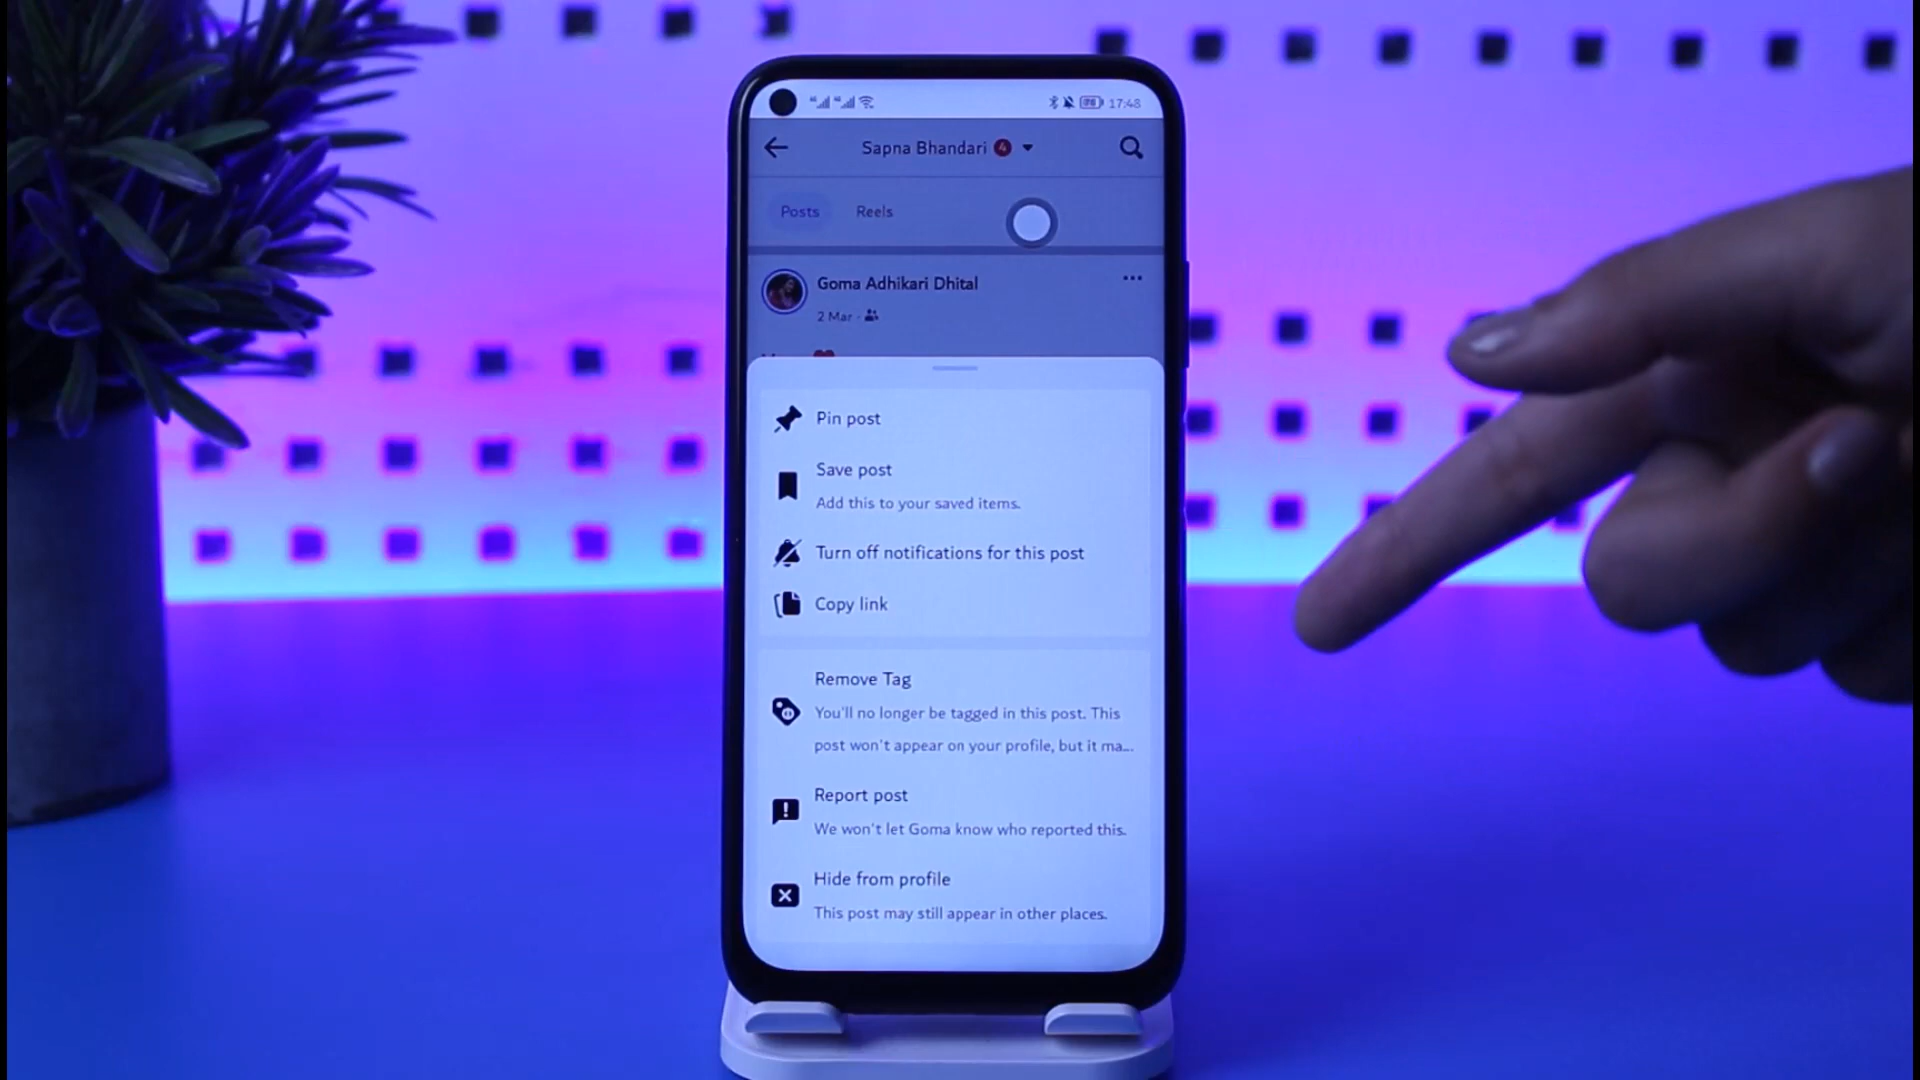 17:48
Sapna Bhandari 4
Posts Reels
Goma Adhikari Dhital
2 Mar ·
Pin post
Save post
Add this to your saved items.
Turn off notifications for this post
Copy link
Remove Tag
You'll no longer be tagged in this post. This
post won't appear on your profile, but it ma...
Report post
We won't let Goma know who reported this.
Hide from profile
This post may still appear in other places.